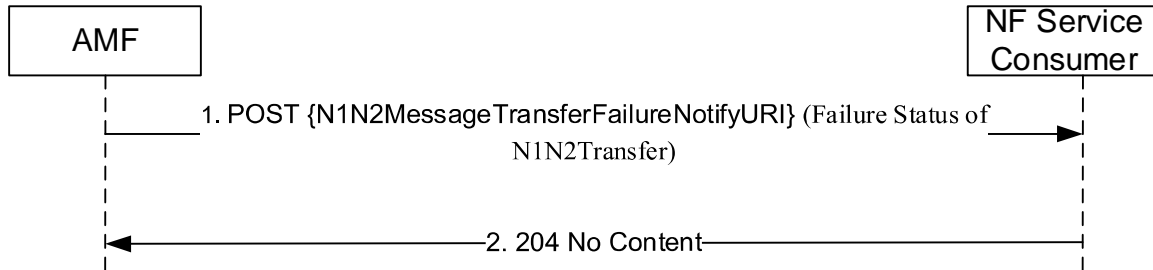 AMF
NF Service
Consumer
1. POST {N1N2MessageTransferFailureNotifyURI} (Failure Status of
N1N2Transfer)
2. 204 No Content